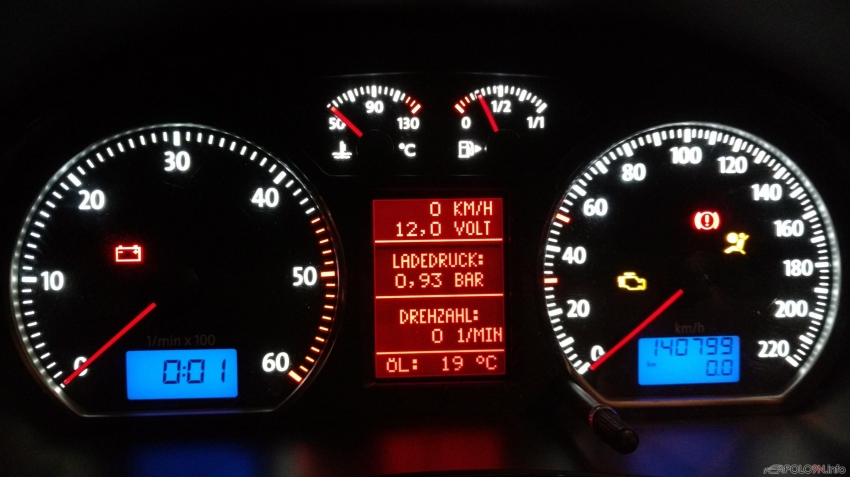 50 90 130
°C
0 1/2 1/1
0 10 20 30 40 50 60
1/min x 100
0:01
0 KM/H
12,0 VOLT
LADEDRUCK:
0,93 BAR
DREHZAHL:
0 1/MIN
ÖL: 19 °C
0 20 40 60 80 100 120 140 160 180 200 220
km/h
140799
km 0.0
POLO9N.info